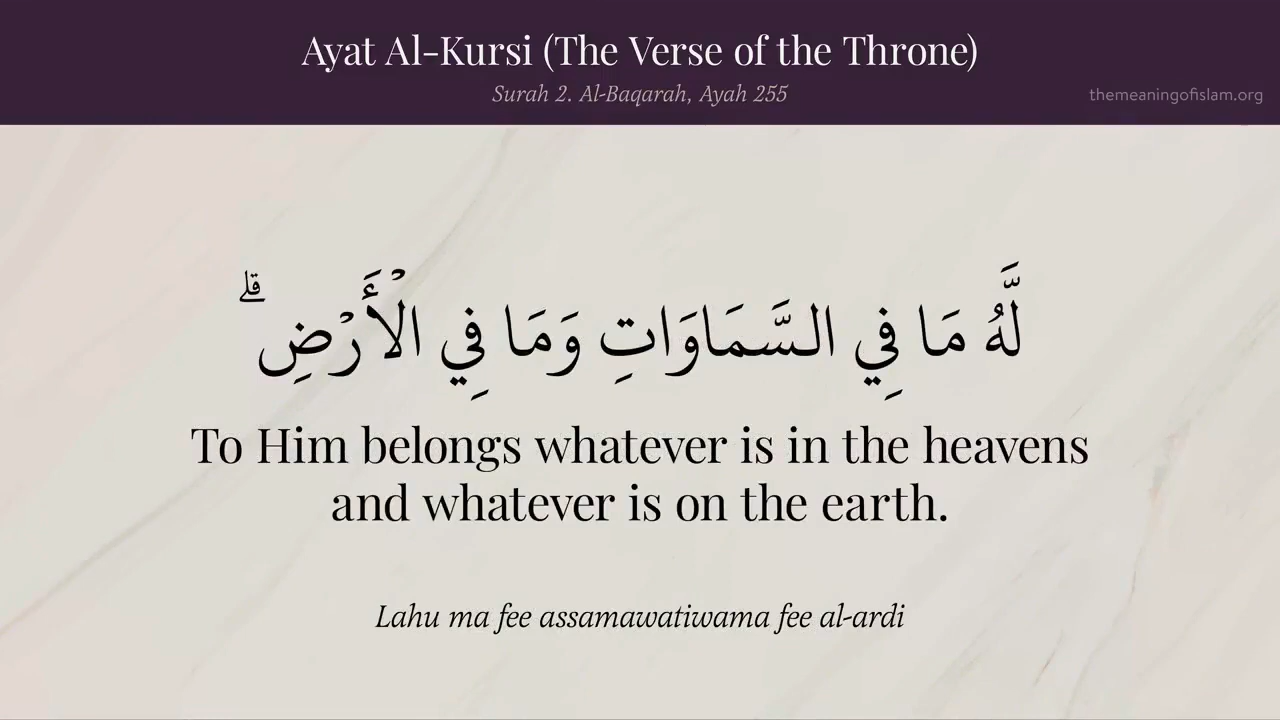 Ayat Al-Kursi (The Verse of the Throne)
Surah 2. Al-Baqarah, Ayah 255
themeaningofislam.org
لَّهُ مَا فِي السَّمَاوَاتِ وَمَا فِي الْأَرْضِ ۗ
To Him belongs whatever is in the heavens
and whatever is on the earth.
Lahu ma fee assamawatiwama fee al-ardi